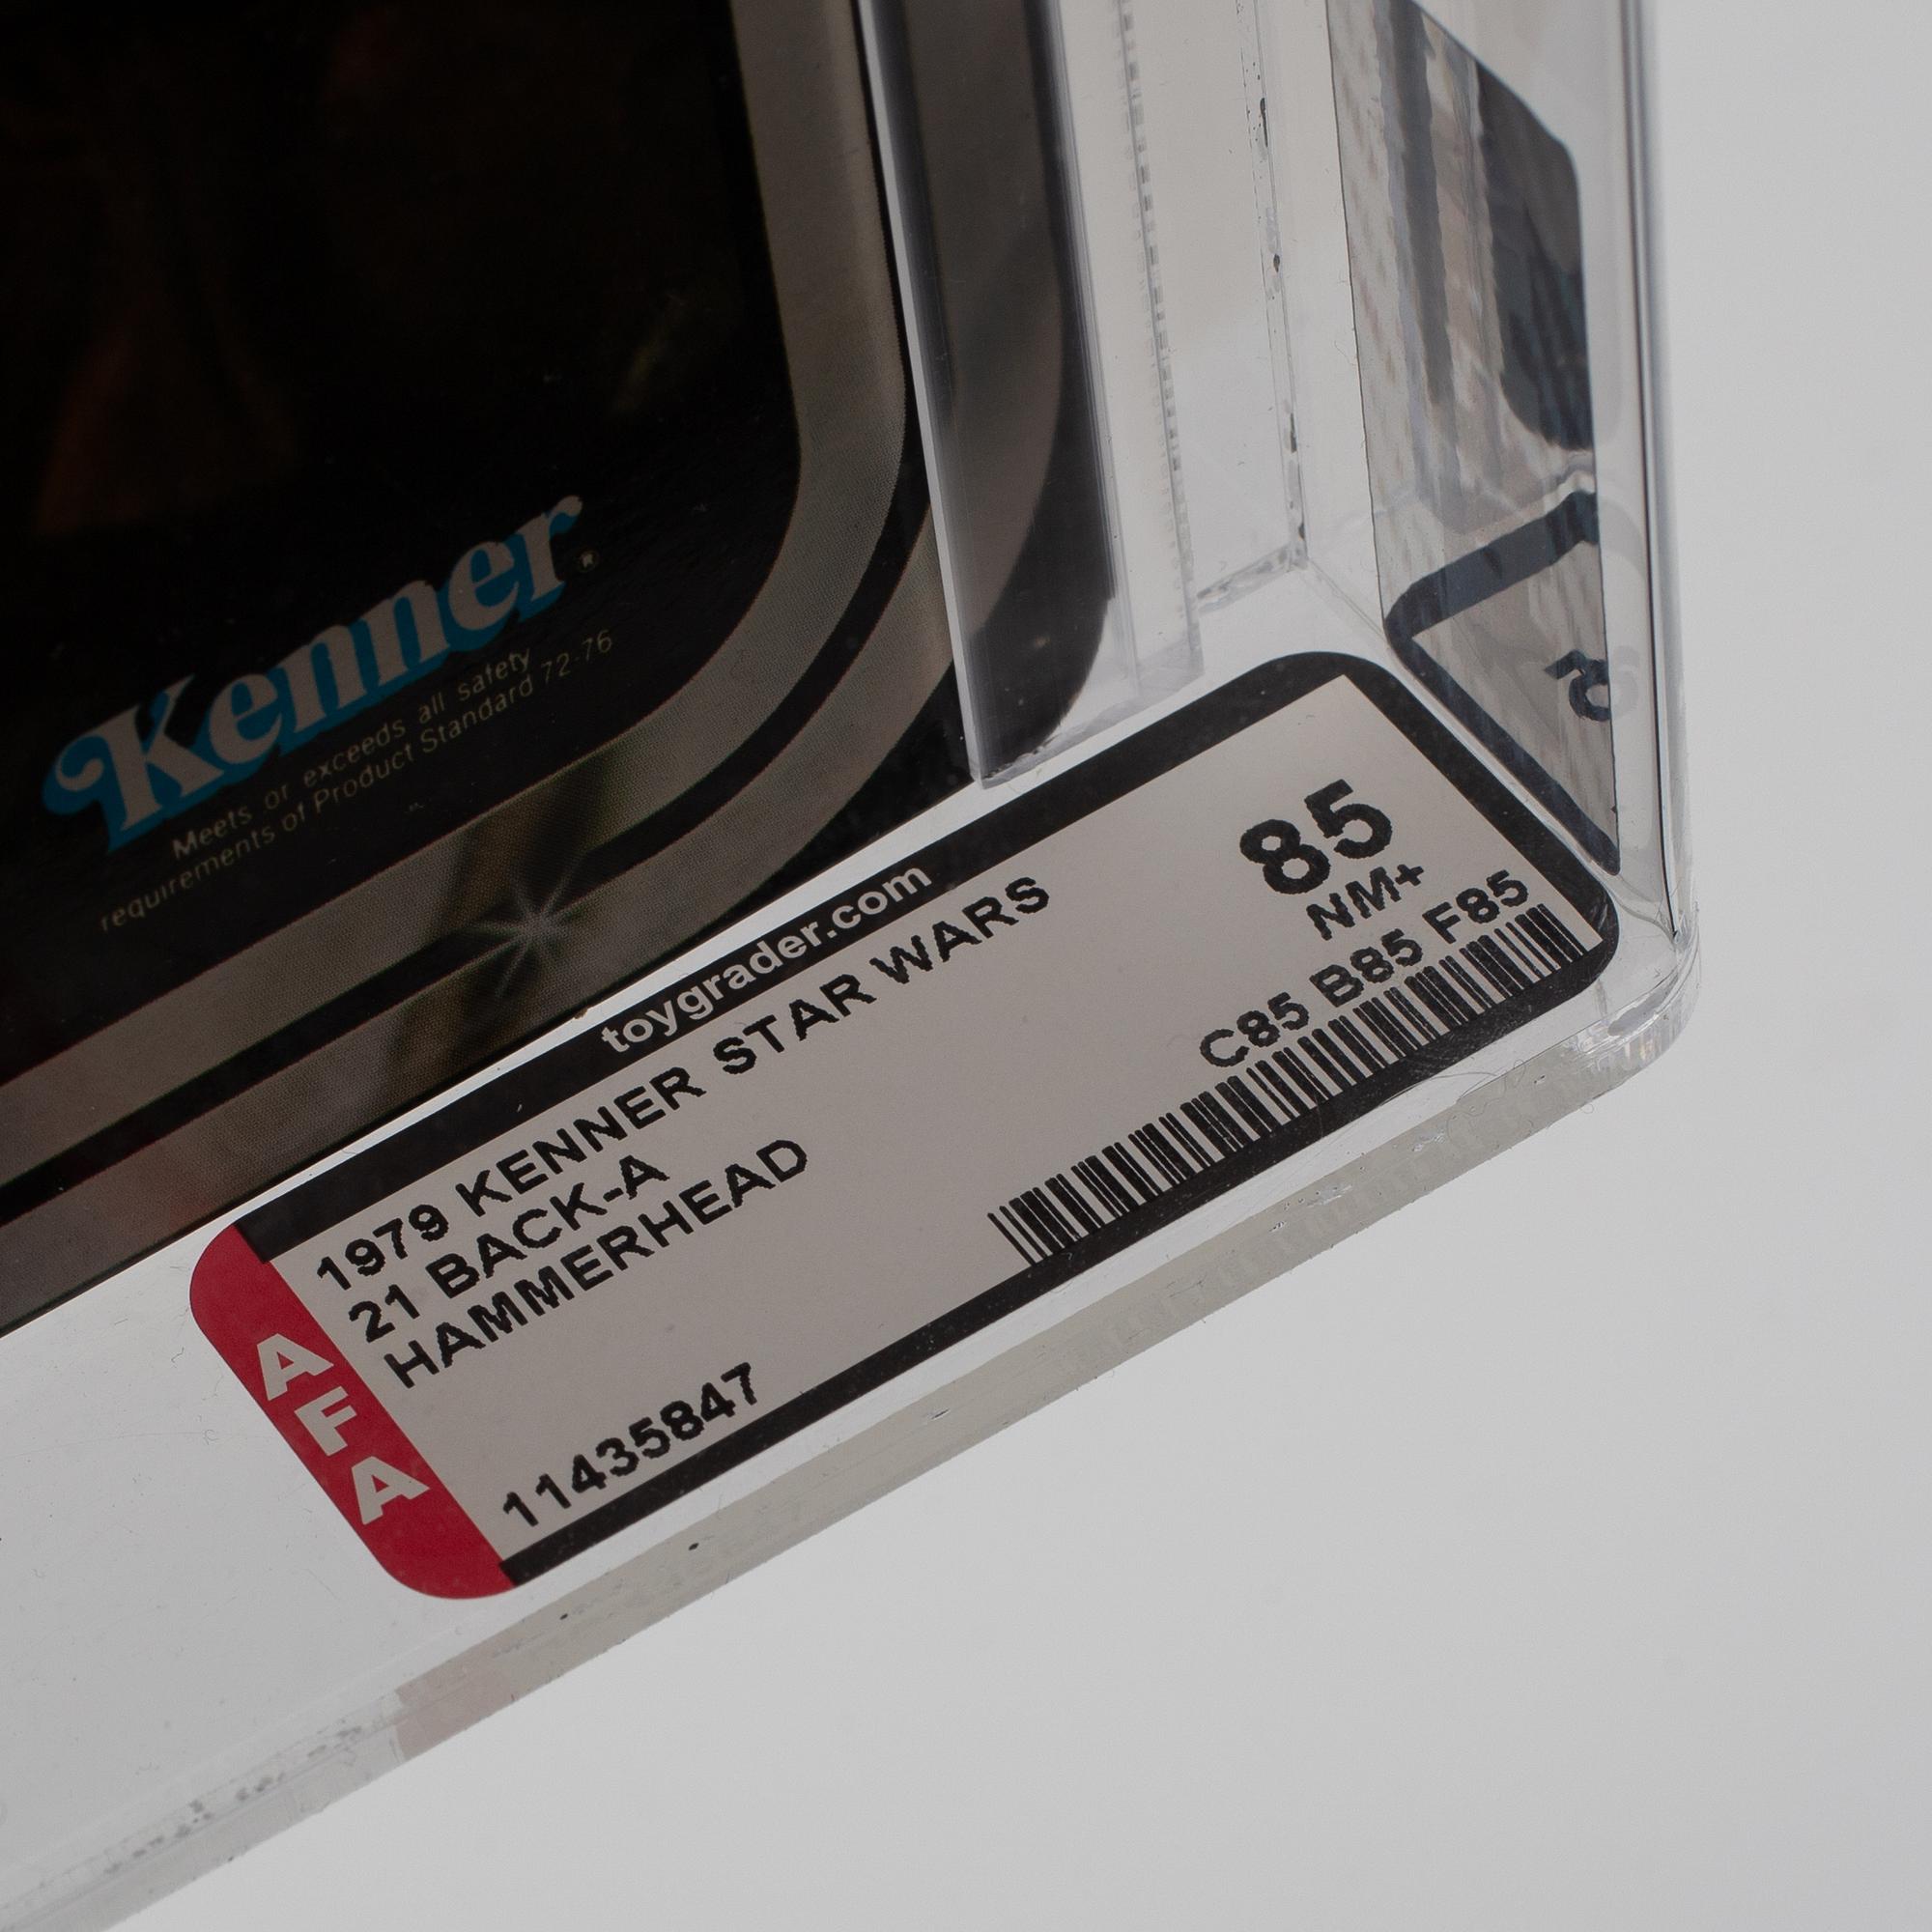 Kenner®
Meets or exceeds all safety
requirements of Product Standard 72-76
toygrader.com
1979 KENNER STAR WARS
21 BACK-A
HAMMERHEAD
85
NM+
C85 B85 F85
11435847
AFA